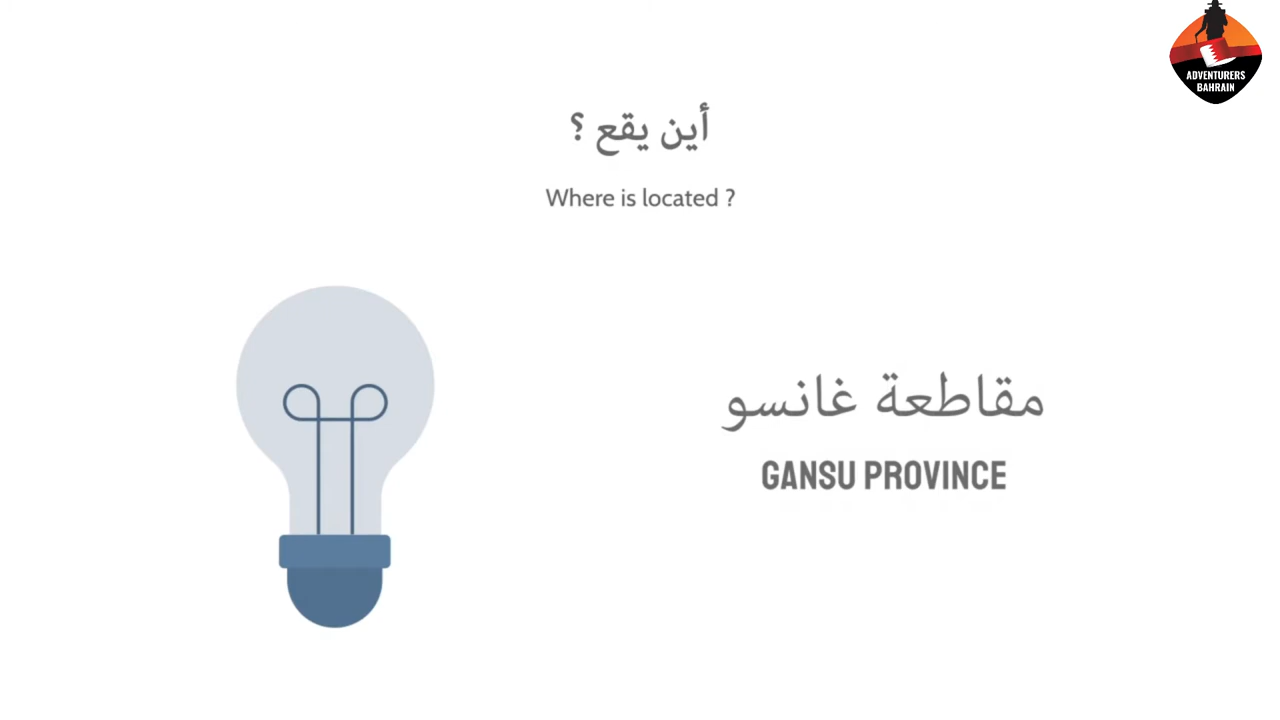 ADVENTURERS
BAHRAIN
أين يقع ؟
Where is located ?
مقاطعة غانسو
GANSU PROVINCE